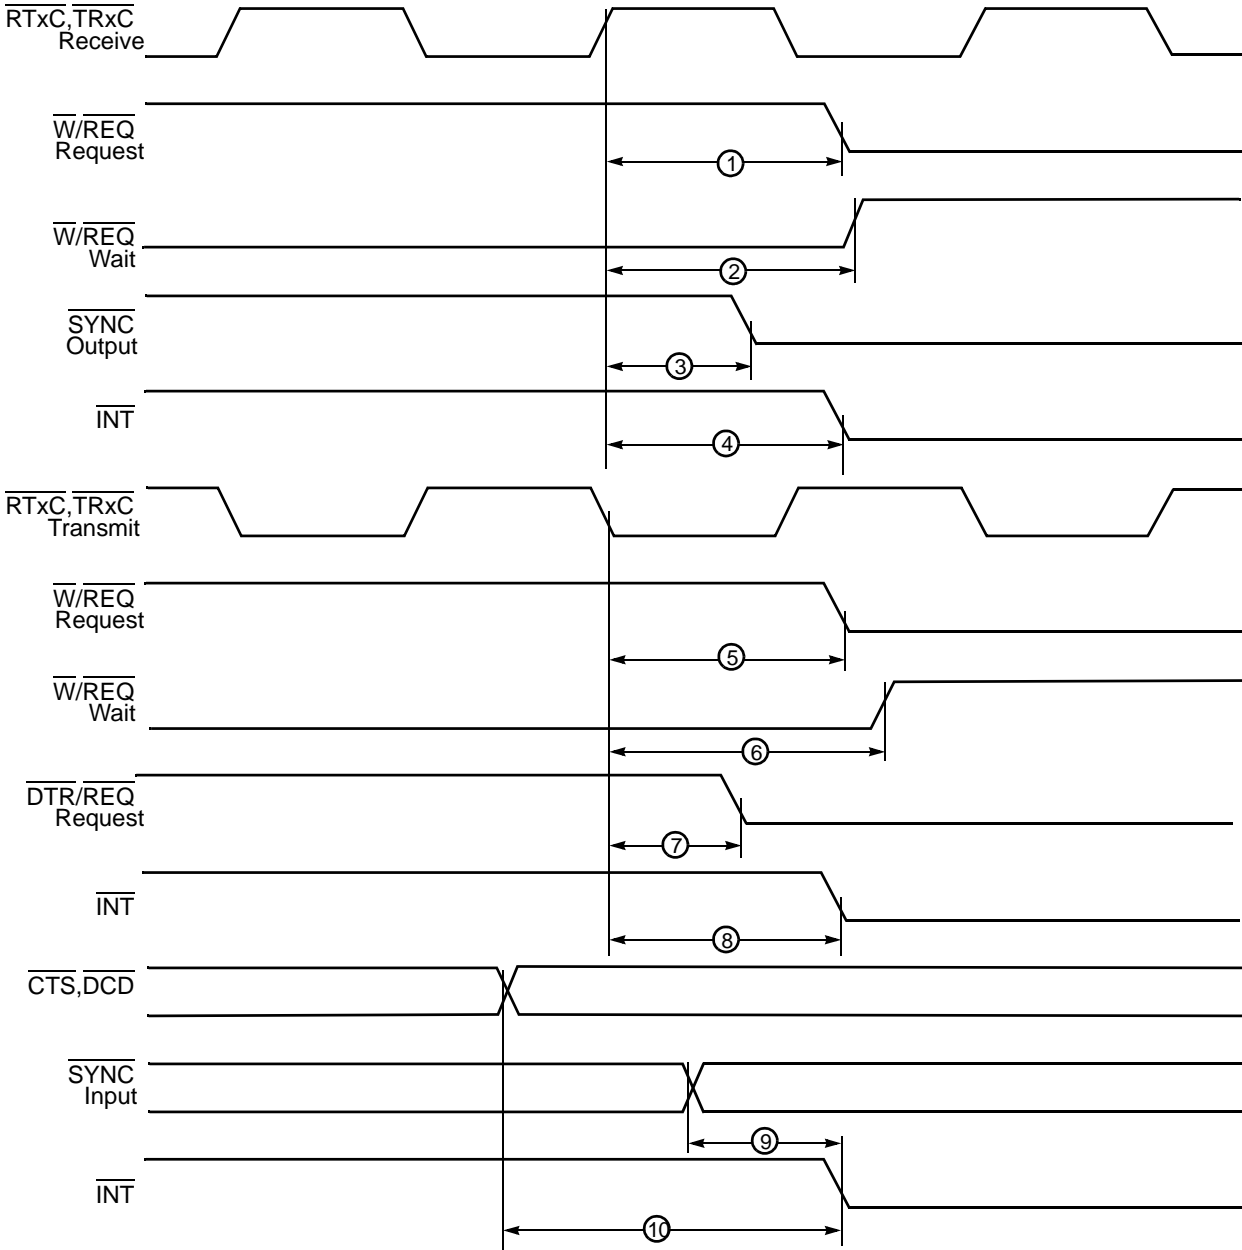 RTxC,TRxC
Receive
W/REQ
Request
1
W/REQ
Wait
2
SYNC
Output
3
INT
4
RTxC,TRxC
Transmit
W/REQ
Request
5
W/REQ
Wait
6
DTR/REQ
Request
7
INT
8
CTS,DCD
SYNC
Input
9
INT
10